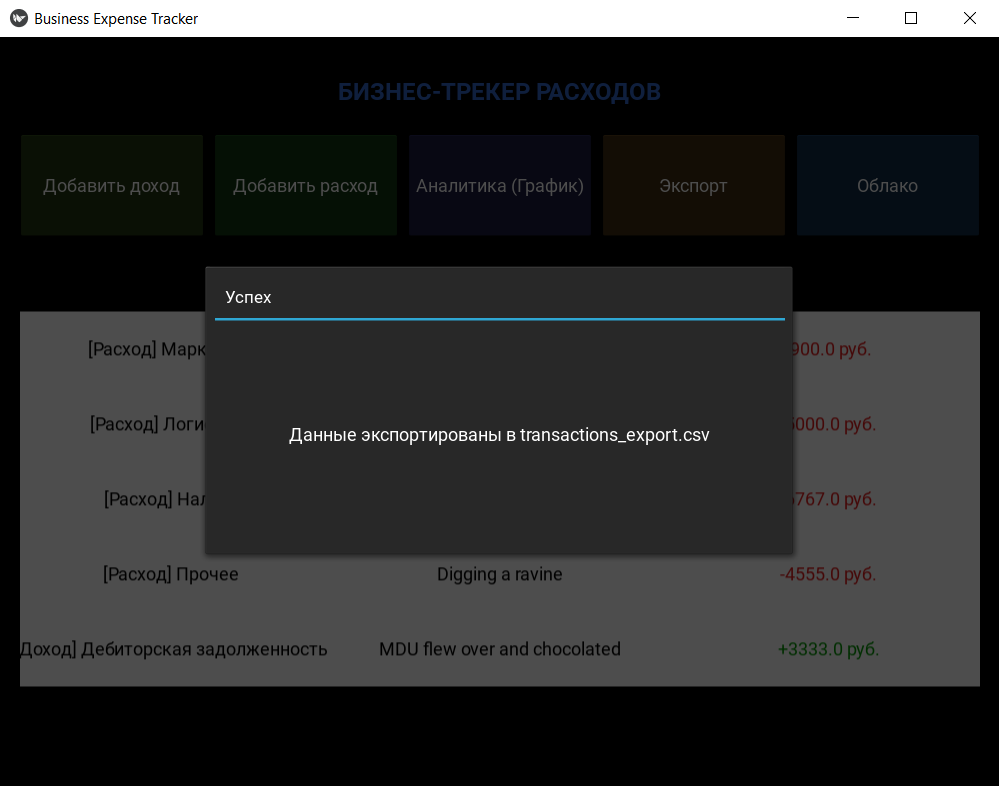 Business Expense Tracker
БИЗНЕС-ТРЕКЕР РАСХОДОВ
Добавить доход
Добавить расход
Аналитика (График)
Экспорт
Облако
Успех
Данные экспортированы в transactions_export.csv
[Расход] Марк
900.0 руб.
[Расход] Логи
000.0 руб.
[Расход] Нал
767.0 руб.
[Расход] Прочее
Digging a ravine
-4555.0 руб.
Доход] Дебиторская задолженность
MDU flew over and chocolated
+3333.0 руб.